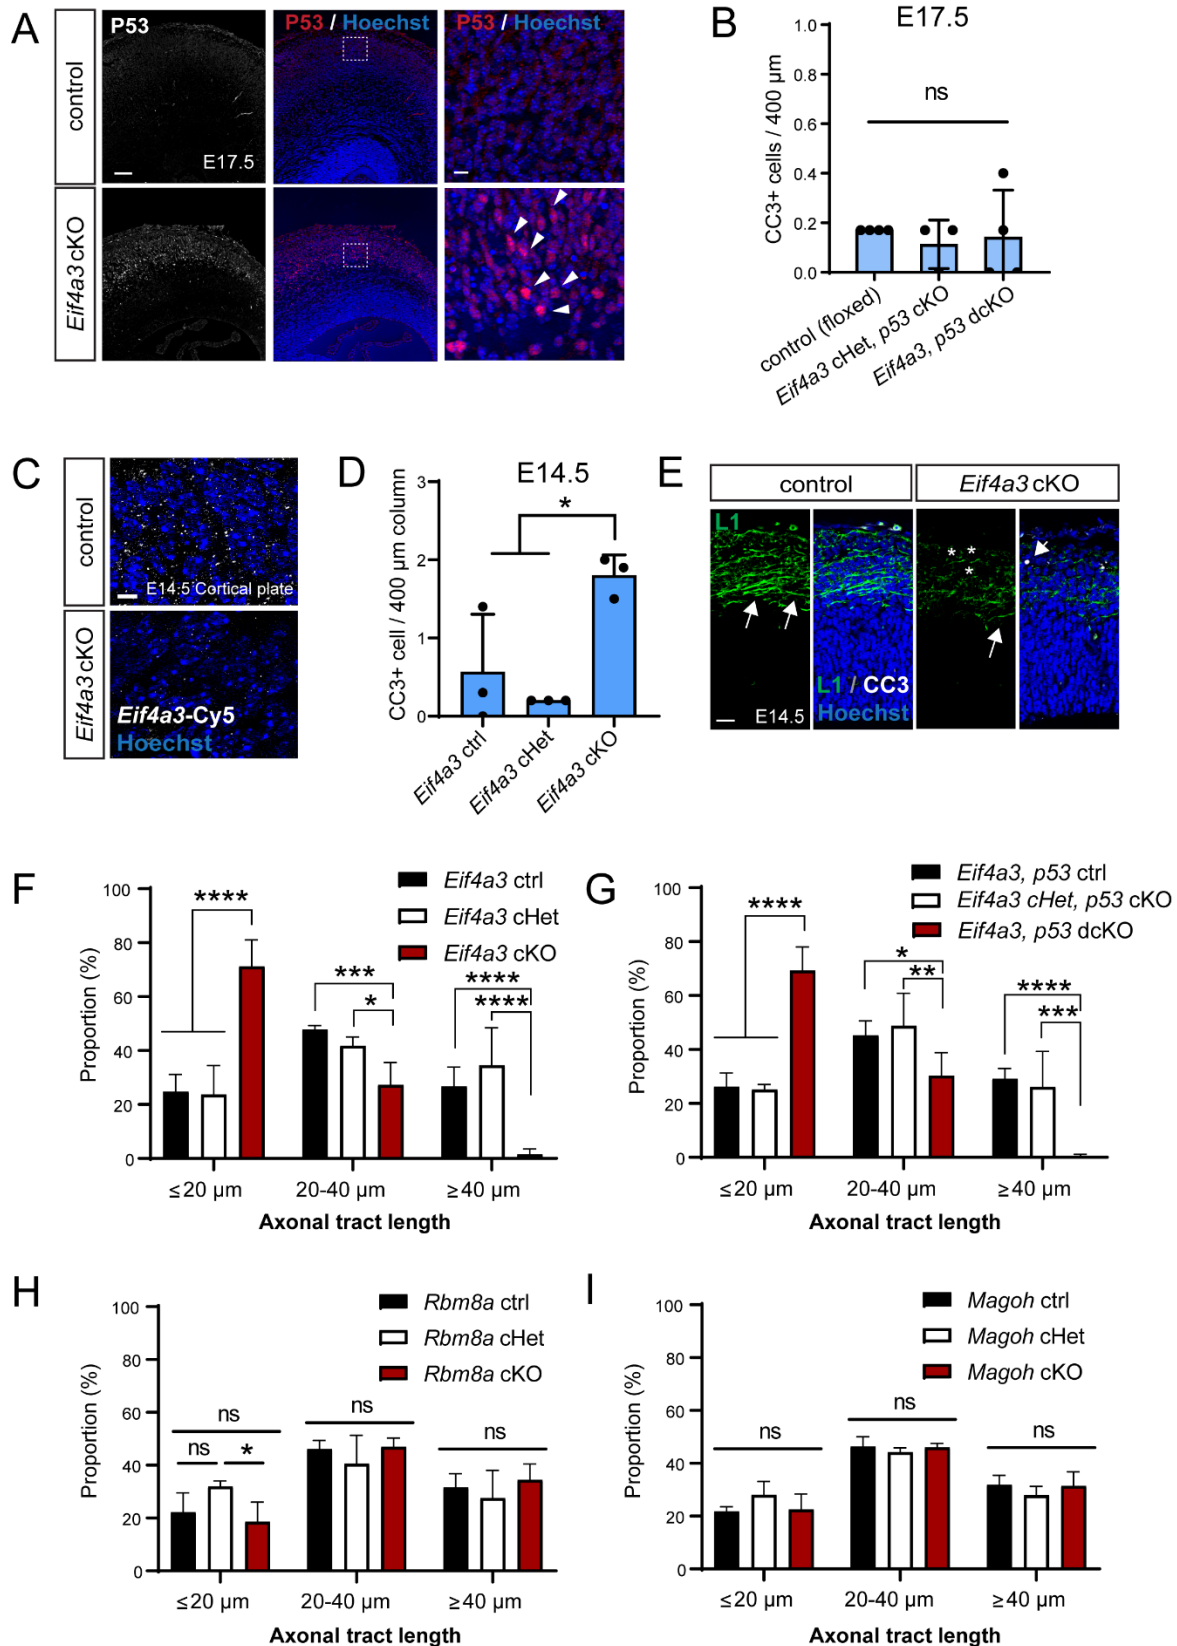 A
P53
P53 / Hoechst
P53 / Hoechst
control
E17.5
Eif4a3 cKO
B
E17.5
CC3+ cells / 400 µm
1.0
0.8
0.6
0.4
0.2
0.0
ns
control (floxed)
Eif4a3 cHet, p53 cKO
Eif4a3, p53 dcKO
C
control
E14.5 Cortical plate
Eif4a3 cKO
Eif4a3-Cy5
Hoechst
D
E14.5
CC3+ cell / 400 µm column
3
2
1
0
*
Eif4a3 ctrl
Eif4a3 cHet
Eif4a3 cKO
E
control
Eif4a3 cKO
L1
* *
*
L1 / CC3
Hoechst
E14.5
F
Eif4a3 ctrl
Eif4a3 cHet
Eif4a3 cKO
Proportion (%)
100
80
60
40
20
0
****
***
*
****
****
≤20 µm
20-40 µm
≥40 µm
Axonal tract length
G
Eif4a3, p53 ctrl
Eif4a3 cHet, p53 cKO
Eif4a3, p53 dcKO
Proportion (%)
100
80
60
40
20
0
****
*
**
****
***
≤20 µm
20-40 µm
≥40 µm
Axonal tract length
H
Rbm8a ctrl
Rbm8a cHet
Rbm8a cKO
Proportion (%)
100
80
60
40
20
0
ns
ns
*
ns
ns
≤20 µm
20-40 µm
≥40 µm
Axonal tract length
I
Magoh ctrl
Magoh cHet
Magoh cKO
Proportion (%)
100
80
60
40
20
0
ns
ns
ns
≤20 µm
20-40 µm
≥40 µm
Axonal tract length